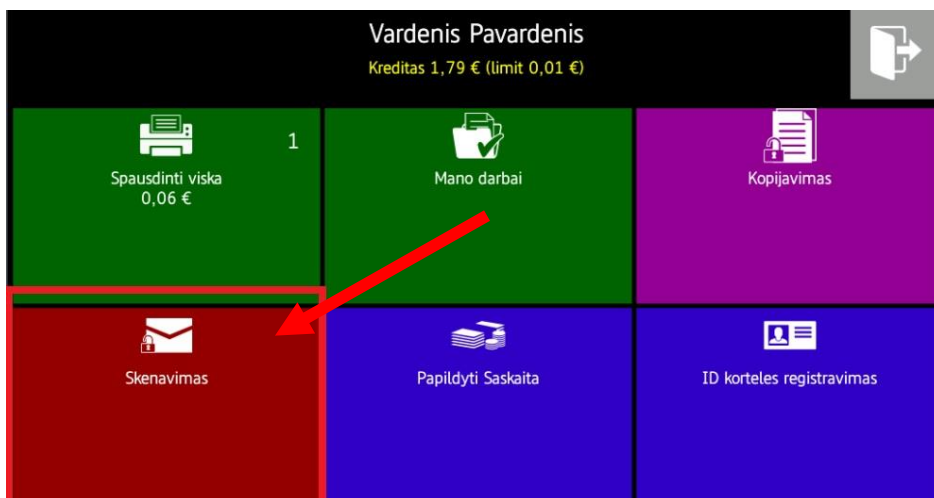 Vardenis Pavardenis
Kreditas 1,79 € (limit 0,01 €)
1
Spausdinti viska
0,06 €
Mano darbai
Kopijavimas
Skenavimas
Papildyti Saskaita
ID korteles registravimas